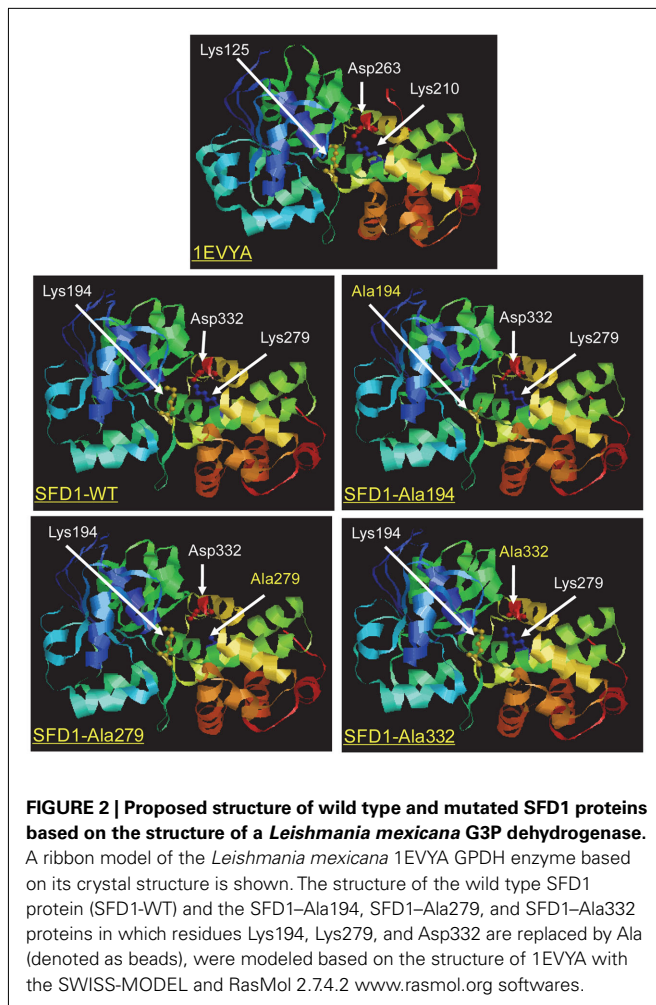 Lys125
Asp263
Lys210
1EVYA
Lys194
Asp332
Lys279
SFD1-WT
Ala194
Asp332
Lys279
SFD1-Ala194
Lys194
Asp332
Ala279
SFD1-Ala279
Lys194
Ala332
Lys279
SFD1-Ala332
FIGURE 2 | Proposed structure of wild type and mutated SFD1 proteins
based on the structure of a Leishmania mexicana G3P dehydrogenase.
A ribbon model of the Leishmania mexicana 1EVYA GPDH enzyme based
on its crystal structure is shown. The structure of the wild type SFD1
protein (SFD1-WT) and the SFD1–Ala194, SFD1–Ala279, and SFD1–Ala332
proteins in which residues Lys194, Lys279, and Asp332 are replaced by Ala
(denoted as beads), were modeled based on the structure of 1EVYA with
the SWISS-MODEL and RasMol 2.7.4.2 www.rasmol.org softwares.